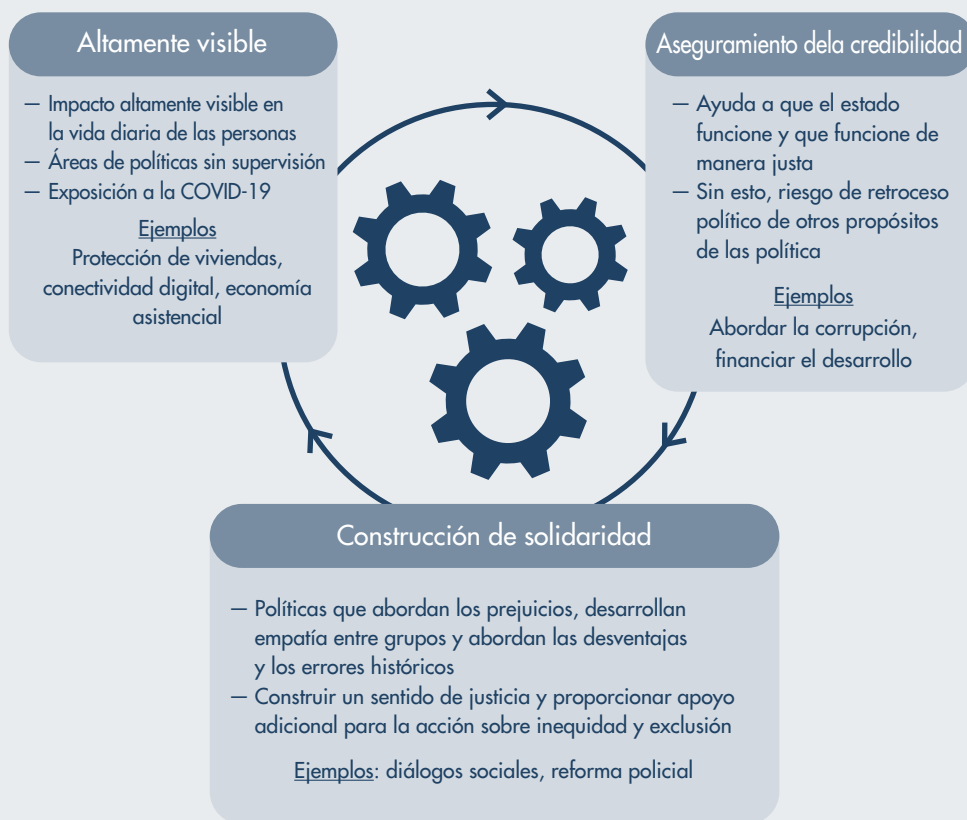 Altamente visible
— Impacto altamente visible en
la vida diaria de las personas
— Áreas de políticas sin supervisión
— Exposición a la COVID-19
Ejemplos
Protección de viviendas,
conectividad digital, economía
asistencial
Aseguramiento dela credibilidad
— Ayuda a que el estado
funcione y que funcione de
manera justa
— Sin esto, riesgo de retroceso
político de otros propósitos
de las política
Ejemplos
Abordar la corrupción,
financiar el desarrollo
Construcción de solidaridad
— Políticas que abordan los prejuicios, desarrollan
empatía entre grupos y abordan las desventajas
y los errores históricos
— Construir un sentido de justicia y proporcionar apoyo
adicional para la acción sobre inequidad y exclusión
Ejemplos: diálogos sociales, reforma policial